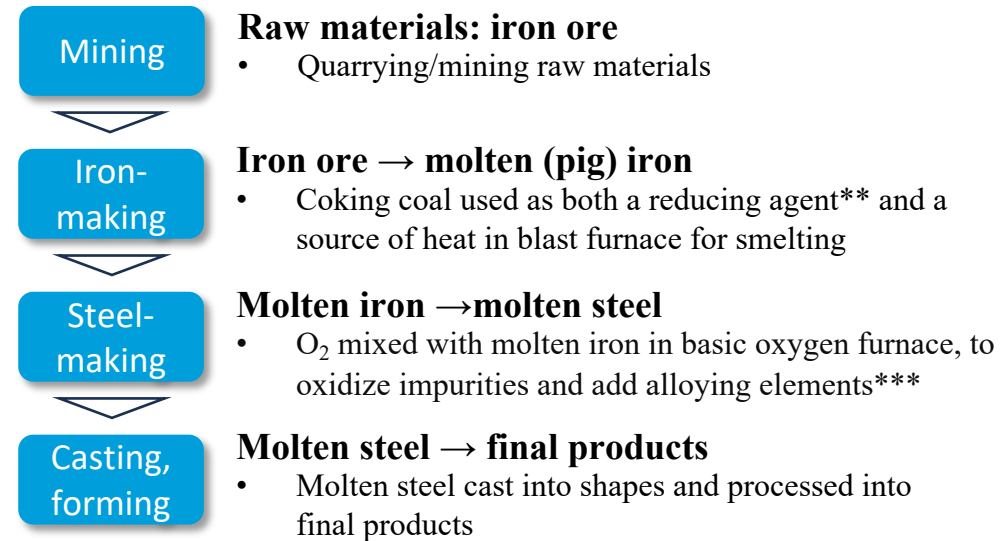 Mining
Raw materials: iron ore
• Quarrying/mining raw materials
Iron-
making
Iron ore → molten (pig) iron
• Coking coal used as both a reducing agent** and a
source of heat in blast furnace for smelting
Steel-
making
Molten iron →molten steel
• O₂ mixed with molten iron in basic oxygen furnace, to
oxidize impurities and add alloying elements***
Casting,
forming
Molten steel → final products
• Molten steel cast into shapes and processed into
final products